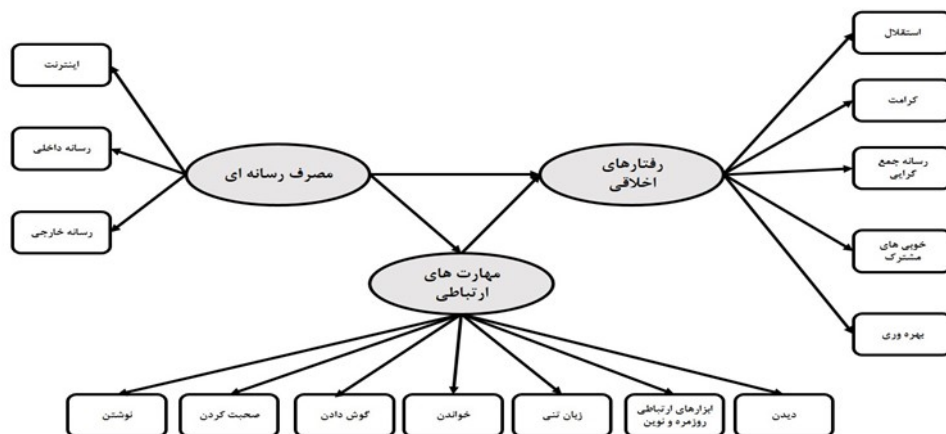 استقلال
اینترنت
کرامت
رسانه داخلی
رسانه جمع
گرایی
رفتارهای
اخلاقی
مصرف رسانه ای
رسانه خارجی
خوبی های
مشترک
مهارت های
ارتباطی
بهره وری
دیدن
ابزارهای ارتباطی
روزمره و نوین
زبان تنی
خواندن
گوش دادن
صحبت کردن
نوشتن